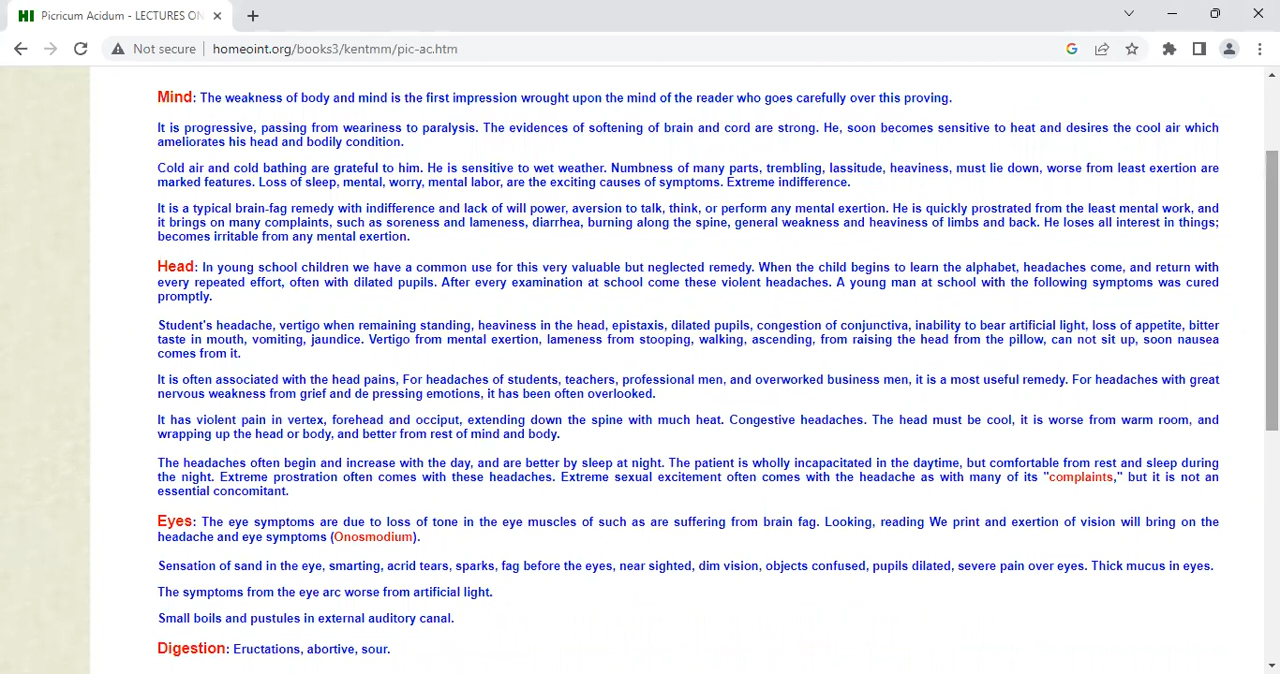 Picricum Acidum - LECTURES ON
Not secure
homeoint.org/books3/kentmm/pic-ac.htm
Mind: The weakness of body and mind is the first impression wrought upon the mind of the reader who goes carefully over this proving.
It is progressive, passing from weariness to paralysis. The evidences of softening of brain and cord are strong. He, soon becomes sensitive to heat and desires the cool air which
ameliorates his head and bodily condition.
Cold air and cold bathing are grateful to him. He is sensitive to wet weather. Numbness of many parts, trembling, lassitude, heaviness, must lie down, worse from least exertion are
marked features. Loss of sleep, mental, worry, mental labor, are the exciting causes of symptoms. Extreme indifference.
It is a typical brain-fag remedy with indifference and lack of will power, aversion to talk, think, or perform any mental exertion. He is quickly prostrated from the least mental work, and
it brings on many complaints, such as soreness and lameness, diarrhea, burning along the spine, general weakness and heaviness of limbs and back. He loses all interest in things;
becomes irritable from any mental exertion.
Head: In young school children we have a common use for this very valuable but neglected remedy. When the child begins to learn the alphabet, headaches come, and return with
every repeated effort, often with dilated pupils. After every examination at school come these violent headaches. A young man at school with the following symptoms was cured
promptly.
Student's headache, vertigo when remaining standing, heaviness in the head, epistaxis, dilated pupils, congestion of conjunctiva, inability to bear artificial light, loss of appetite, bitter
taste in mouth, vomiting, jaundice. Vertigo from mental exertion, lameness from stooping, walking, ascending, from raising the head from the pillow, can not sit up, soon nausea
comes from it.
It is often associated with the head pains, For headaches of students, teachers, professional men, and overworked business men, it is a most useful remedy. For headaches with great
nervous weakness from grief and de pressing emotions, it has been often overlooked.
It has violent pain in vertex, forehead and occiput, extending down the spine with much heat. Congestive headaches. The head must be cool, it is worse from warm room, and
wrapping up the head or body, and better from rest of mind and body.
The headaches often begin and increase with the day, and are better by sleep at night. The patient is wholly incapacitated in the daytime, but comfortable from rest and sleep during
the night. Extreme prostration often comes with these headaches. Extreme sexual excitement often comes with the headache as with many of its "complaints," but it is not an
essential concomitant.
Eyes: The eye symptoms are due to loss of tone in the eye muscles of such as are suffering from brain fag. Looking, reading We print and exertion of vision will bring on the
headache and eye symptoms (Onosmodium).
Sensation of sand in the eye, smarting, acrid tears, sparks, fag before the eyes, near sighted, dim vision, objects confused, pupils dilated, severe pain over eyes. Thick mucus in eyes.
The symptoms from the eye arc worse from artificial light.
Small boils and pustules in external auditory canal.
Digestion: Eructations, abortive, sour.